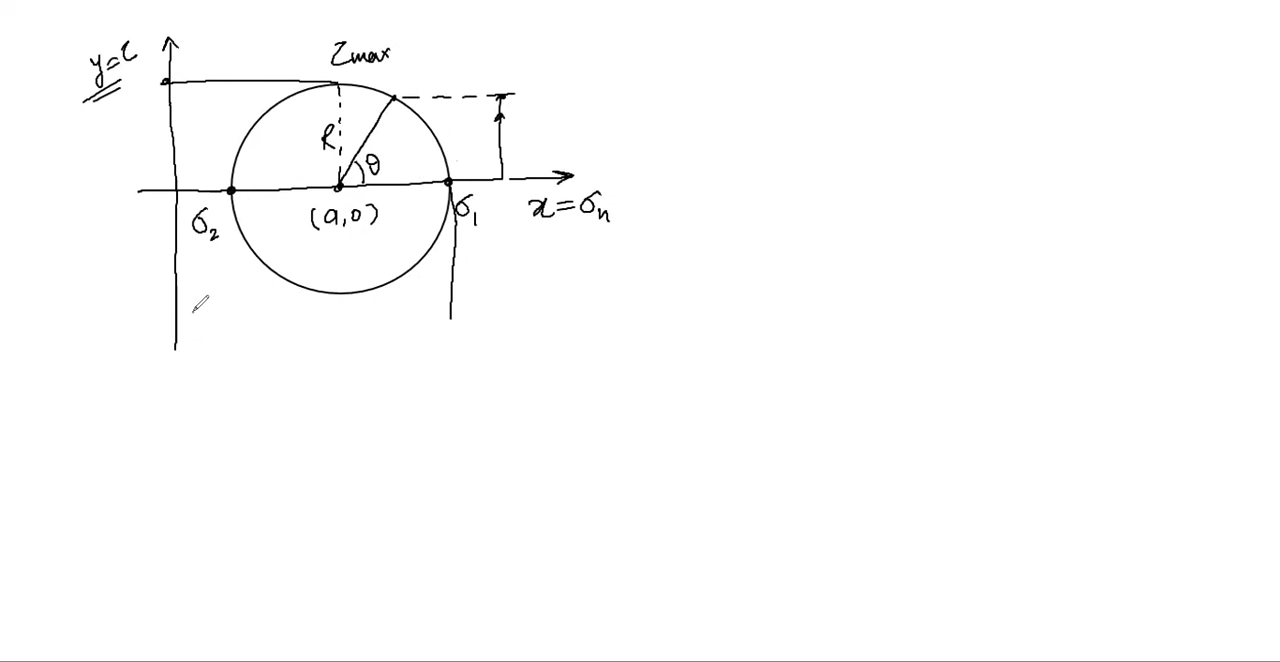 y=τ
τmax
R
θ
σ₂
(a,0)
σ₁
x=σₙ